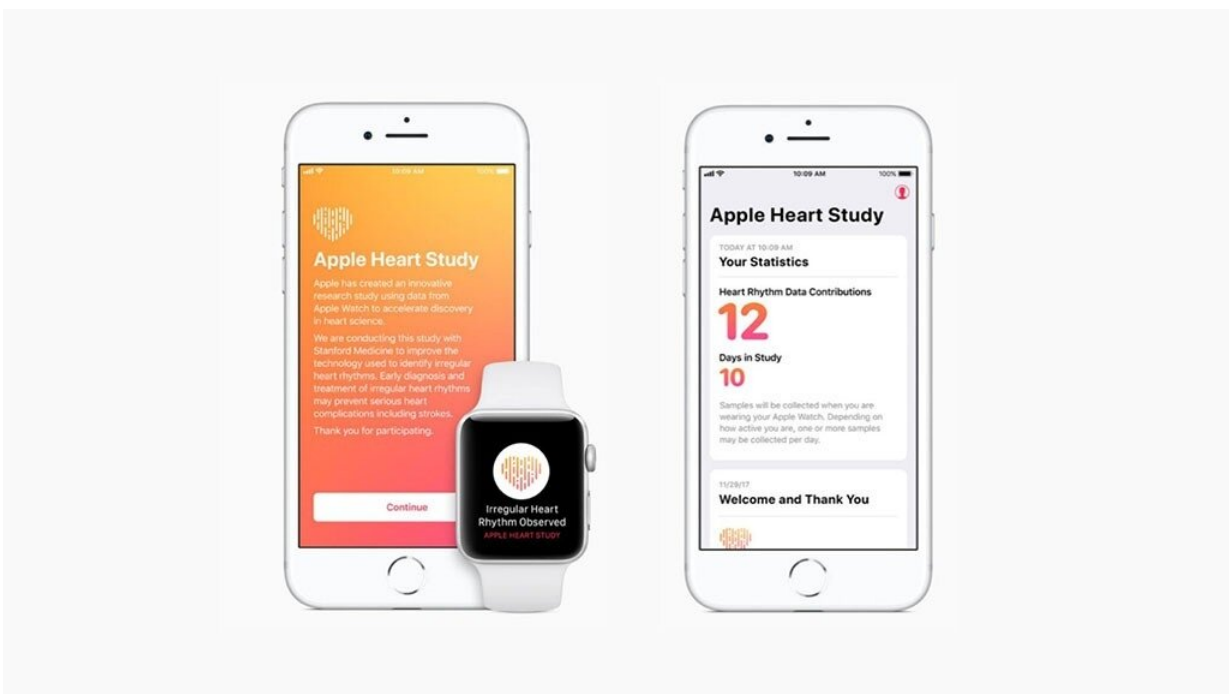 10:09 AM 100%
Apple Heart Study
Apple has created an innovative
research study using data from
Apple Watch to accelerate discovery
in heart science.
We are conducting this study with
Stanford Medicine to improve the
technology used to identify irregular
heart rhythms. Early diagnosis and
treatment of irregular heart rhythms
may prevent serious heart
complications including strokes.
Thank you for participating.
Continue
Irregular Heart
Rhythm Observed
APPLE HEART STUDY
10:09 AM 100%
Apple Heart Study
TODAY AT 10:09 AM
Your Statistics
Heart Rhythm Data Contributions
12
Days in Study
10
Samples will be collected when you are
wearing your Apple Watch. Depending on
how active you are, one or more samples
may be collected per day.
11/29/17
Welcome and Thank You